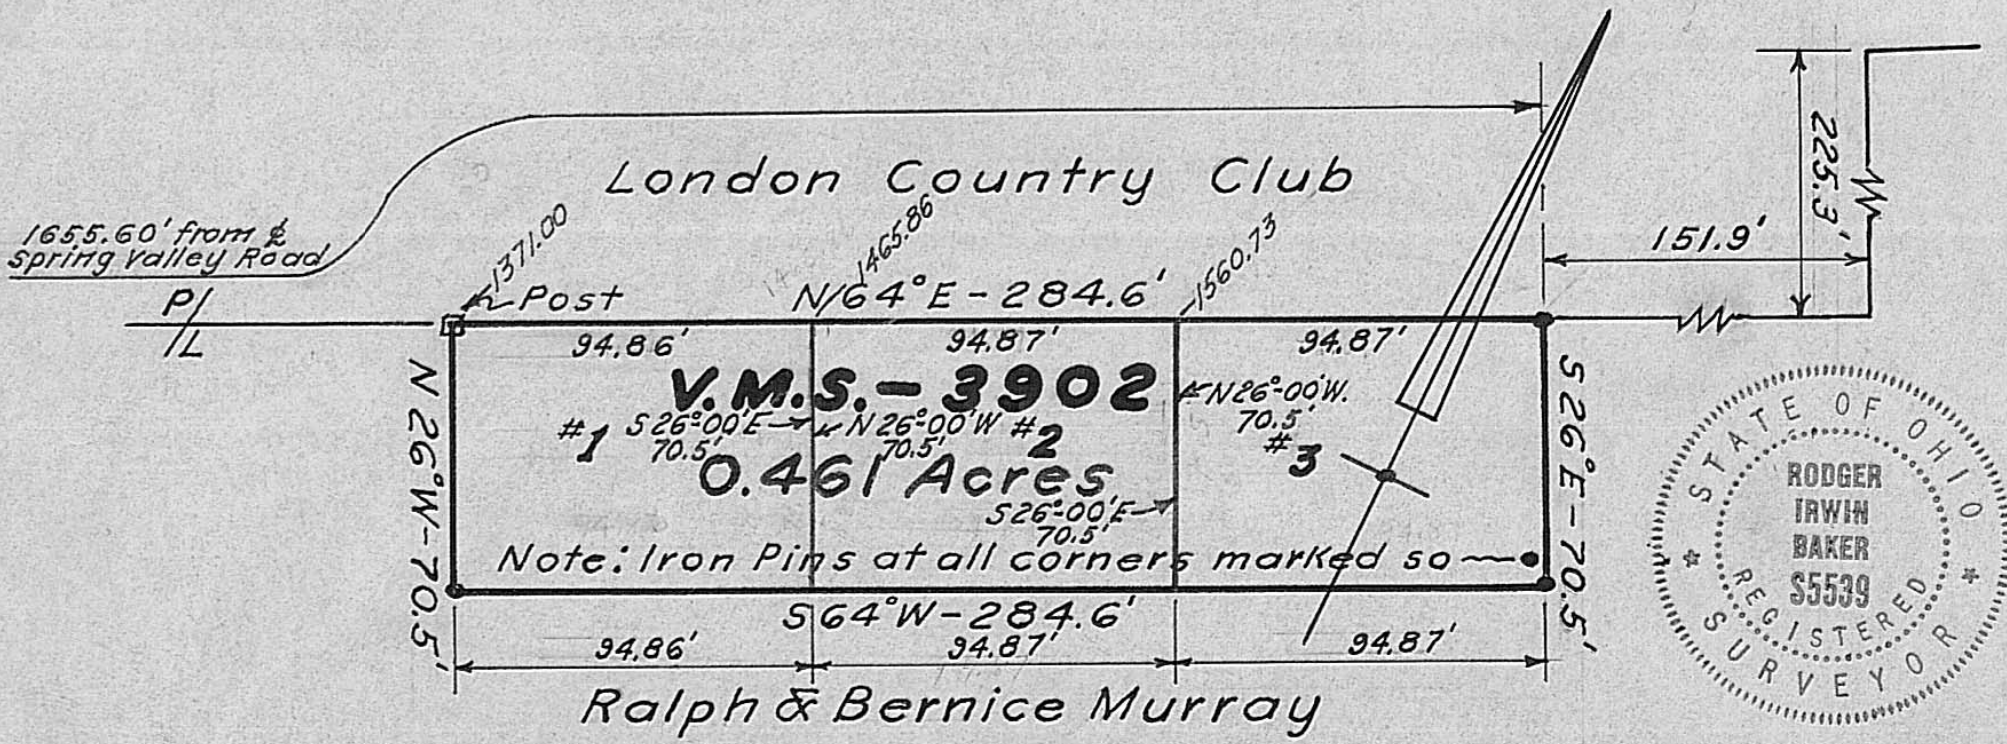 London Country Club
225.3'
1655.60' from ℄
Spring Valley Road
151.9'
1371.00
1465.86
1560.73
P/L
Post
N 64°E - 284.6'
94.86'
94.87'
94.87'
N 26°W - 70.5'
V.M.S. - 3902
S 26°E - 70.5'
#1
S 26°-00'E
70.5'
N 26°-00'W
70.5'
#2
N 26°-00'W.
70.5'
#3
0.461 Acres
S 26°-00'E
70.5'
Note: Iron Pins at all corners marked so
S 64°W - 284.6'
94.86'
94.87'
94.87'
Ralph & Bernice Murray
STATE OF OHIO
RODGER
IRWIN
BAKER
S5539
REGISTERED
SURVEYOR